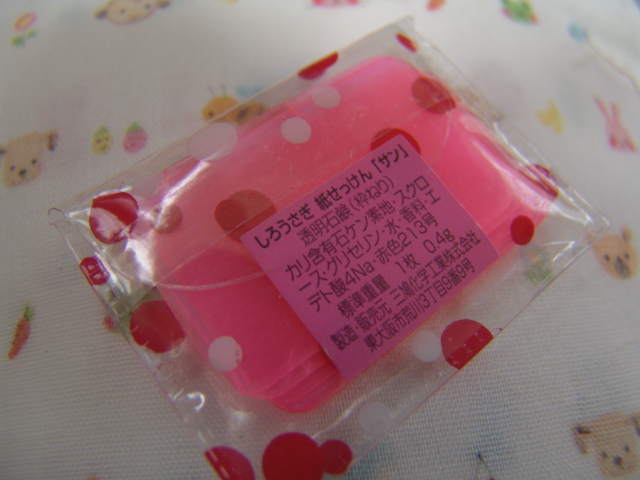 しろうさぎ 紙せっけん「サン」
透明石鹸(枠ねり)
カリ含有石ケン素地・スクロ
ース・グリセリン・水・香料・エ
デト酸4Na・赤色213号
標準重量 1枚 0.4g
製造・販売元 三綺化学工業株式会社
東大阪市荒川3丁目9番9号